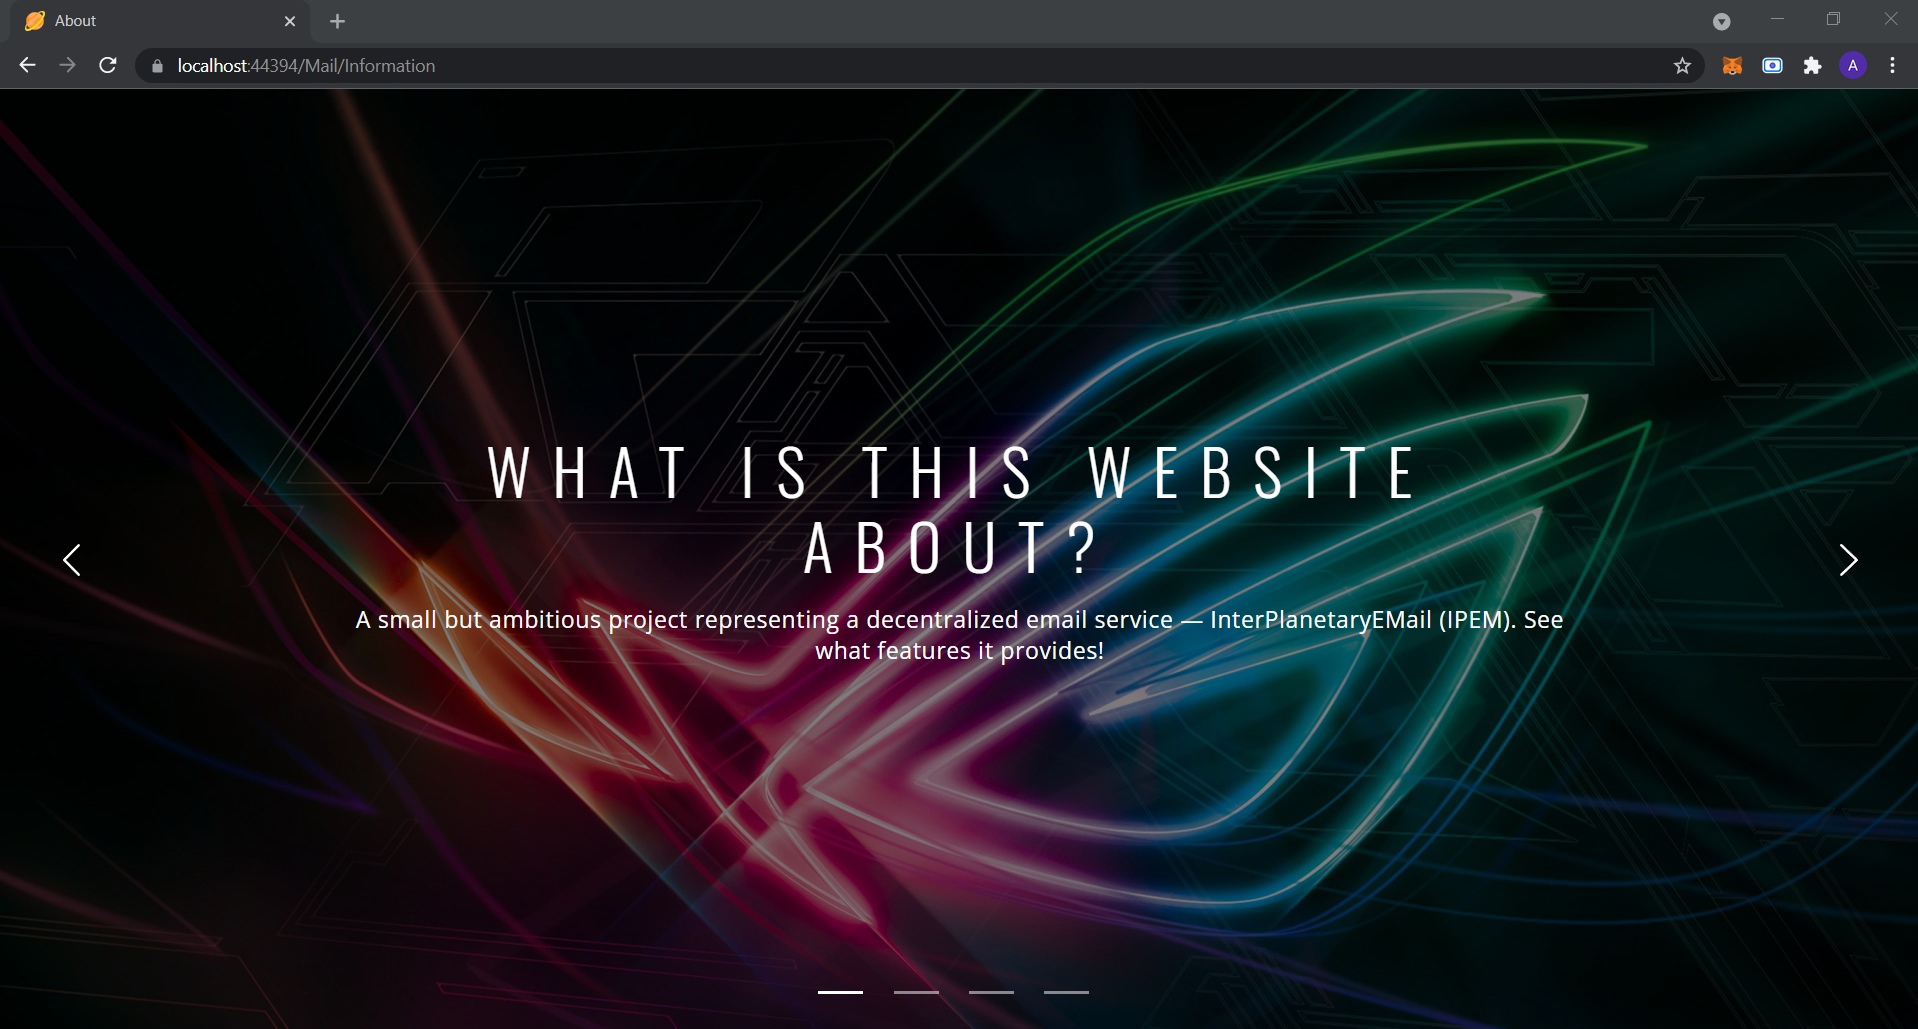 About
localhost:44394/Mail/Information
A
WHAT IS THIS WEBSITE
ABOUT?
A small but ambitious project representing a decentralized email service — InterPlanetaryEMail (IPEM). See
what features it provides!